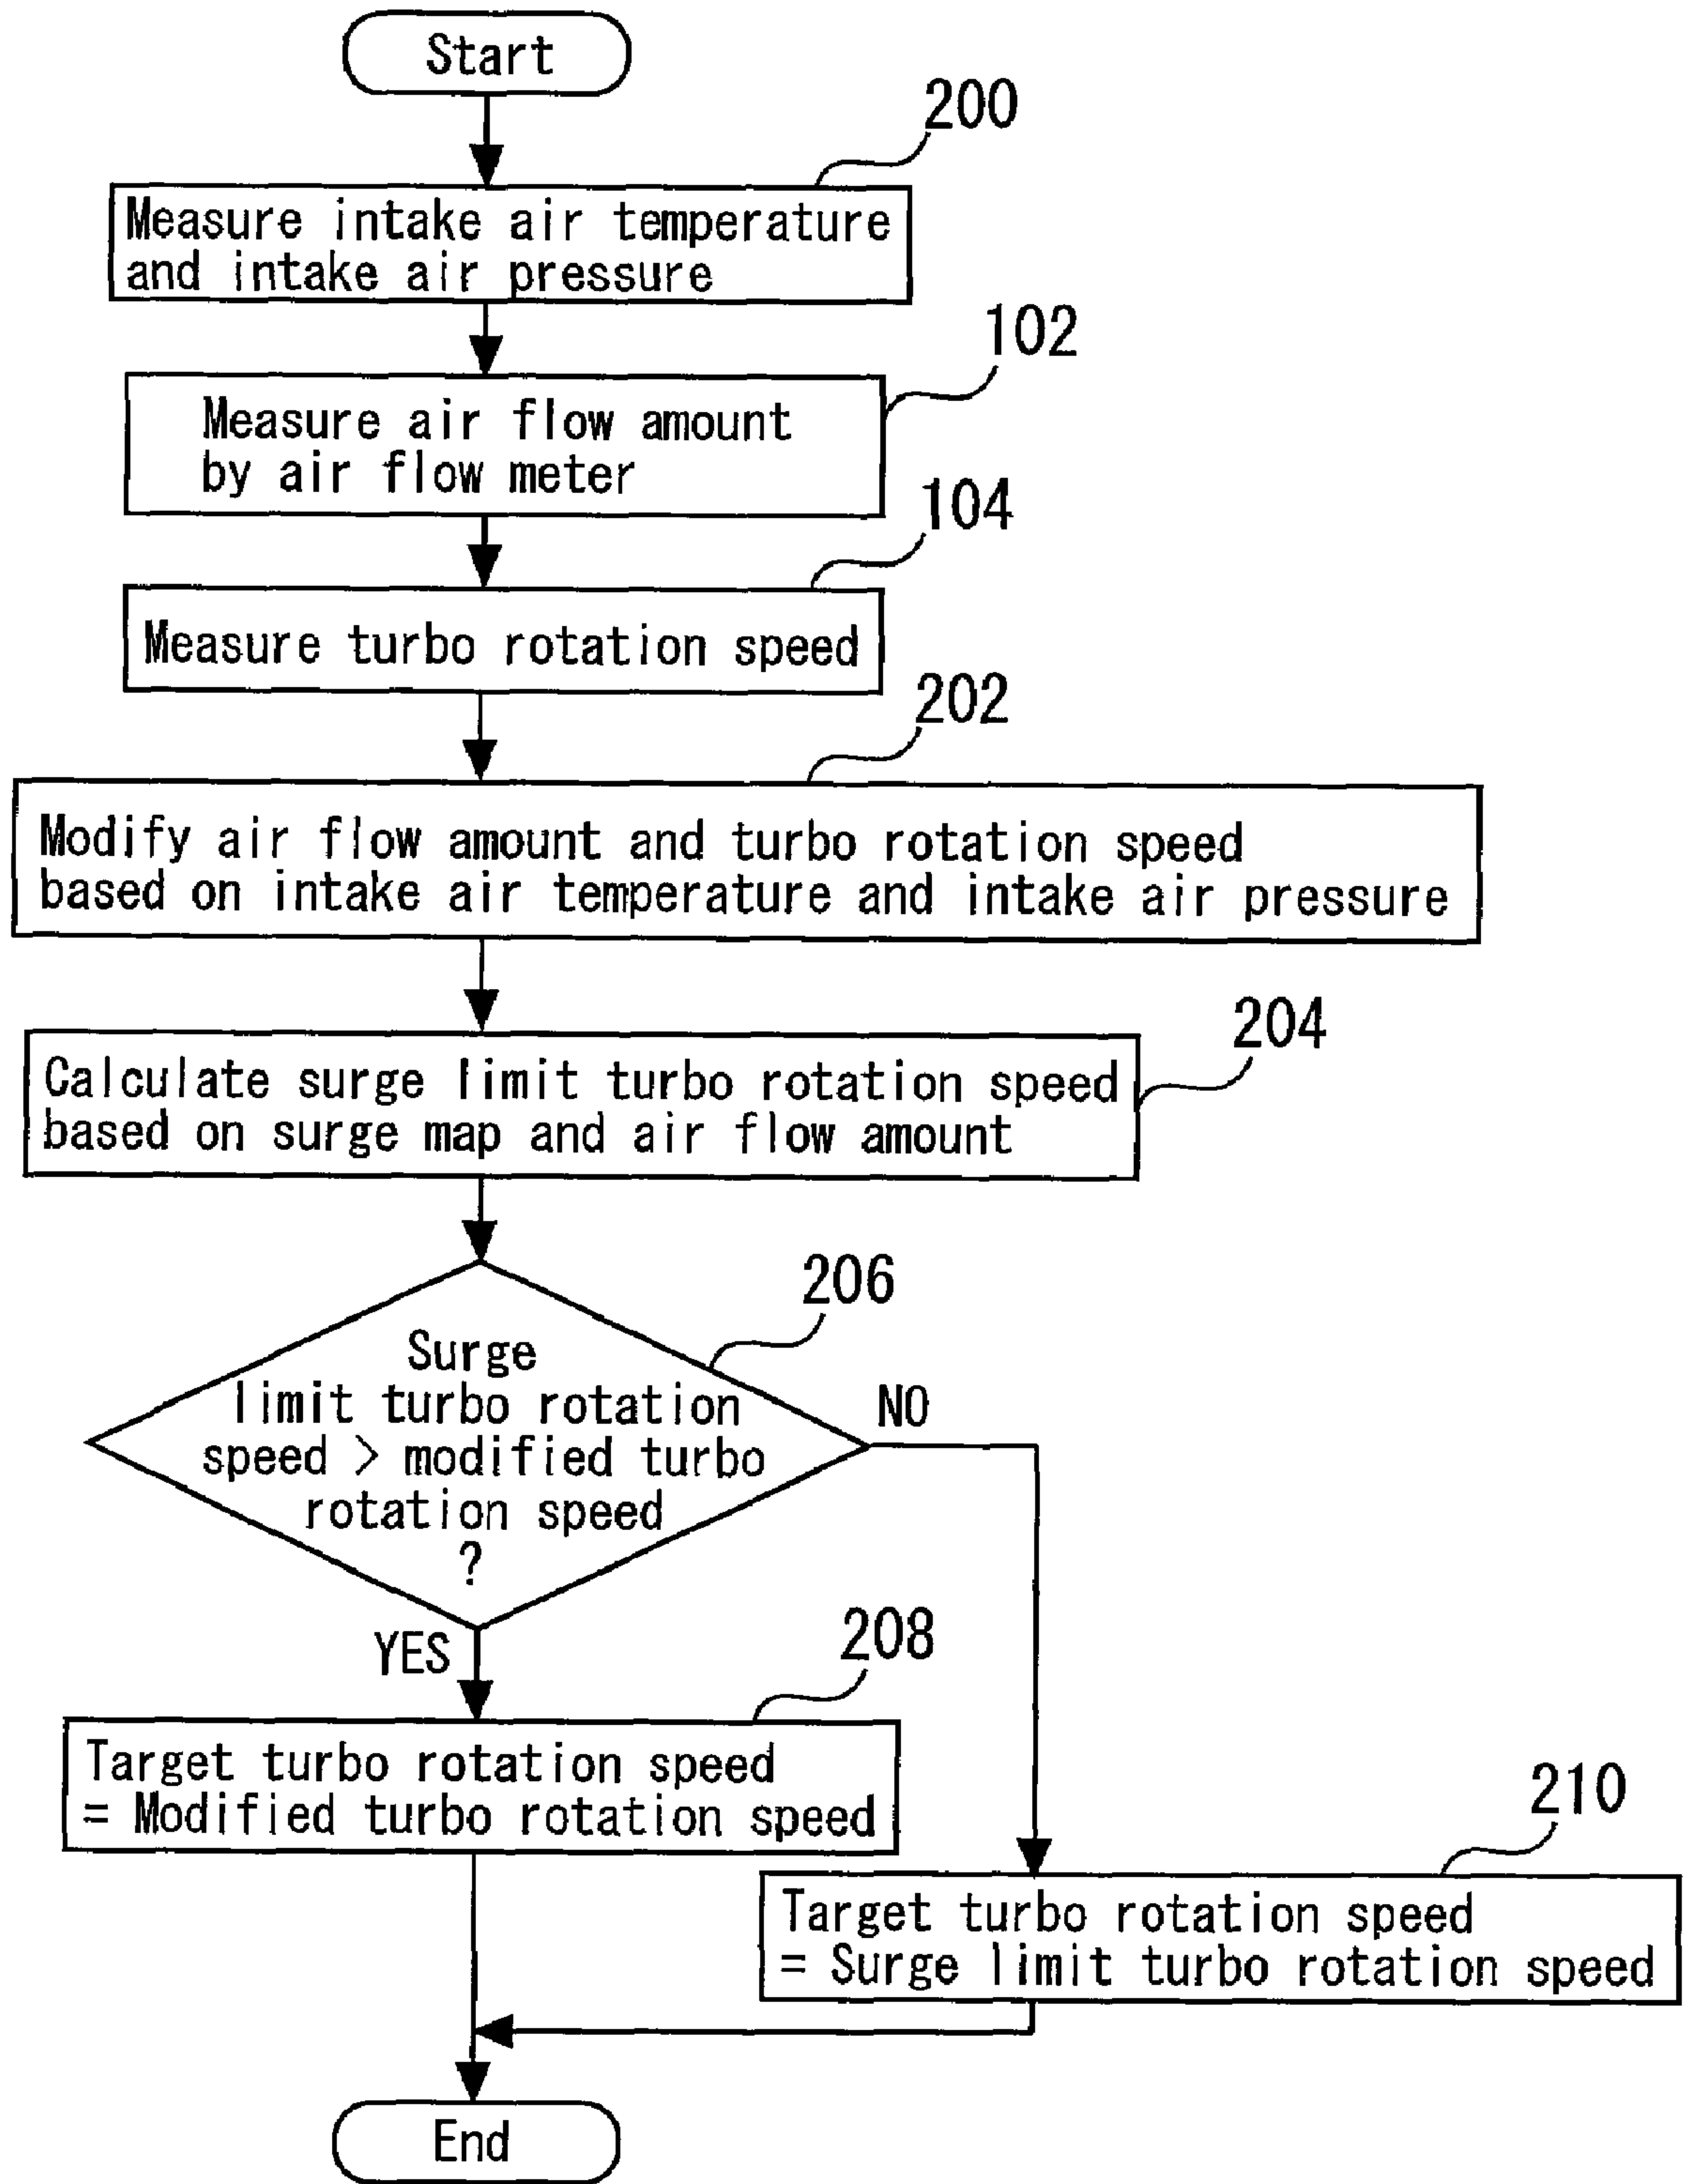 Start
200
Measure intake air temperature
and intake air pressure
102
Measure air flow amount
by air flow meter
104
Measure turbo rotation speed
202
Modify air flow amount and turbo rotation speed
based on intake air temperature and intake air pressure
204
Calculate surge limit turbo rotation speed
based on surge map and air flow amount
206
Surge
limit turbo rotation
speed > modified turbo
rotation speed
?
NO
YES
208
Target turbo rotation speed
= Modified turbo rotation speed
210
Target turbo rotation speed
= Surge limit turbo rotation speed
End